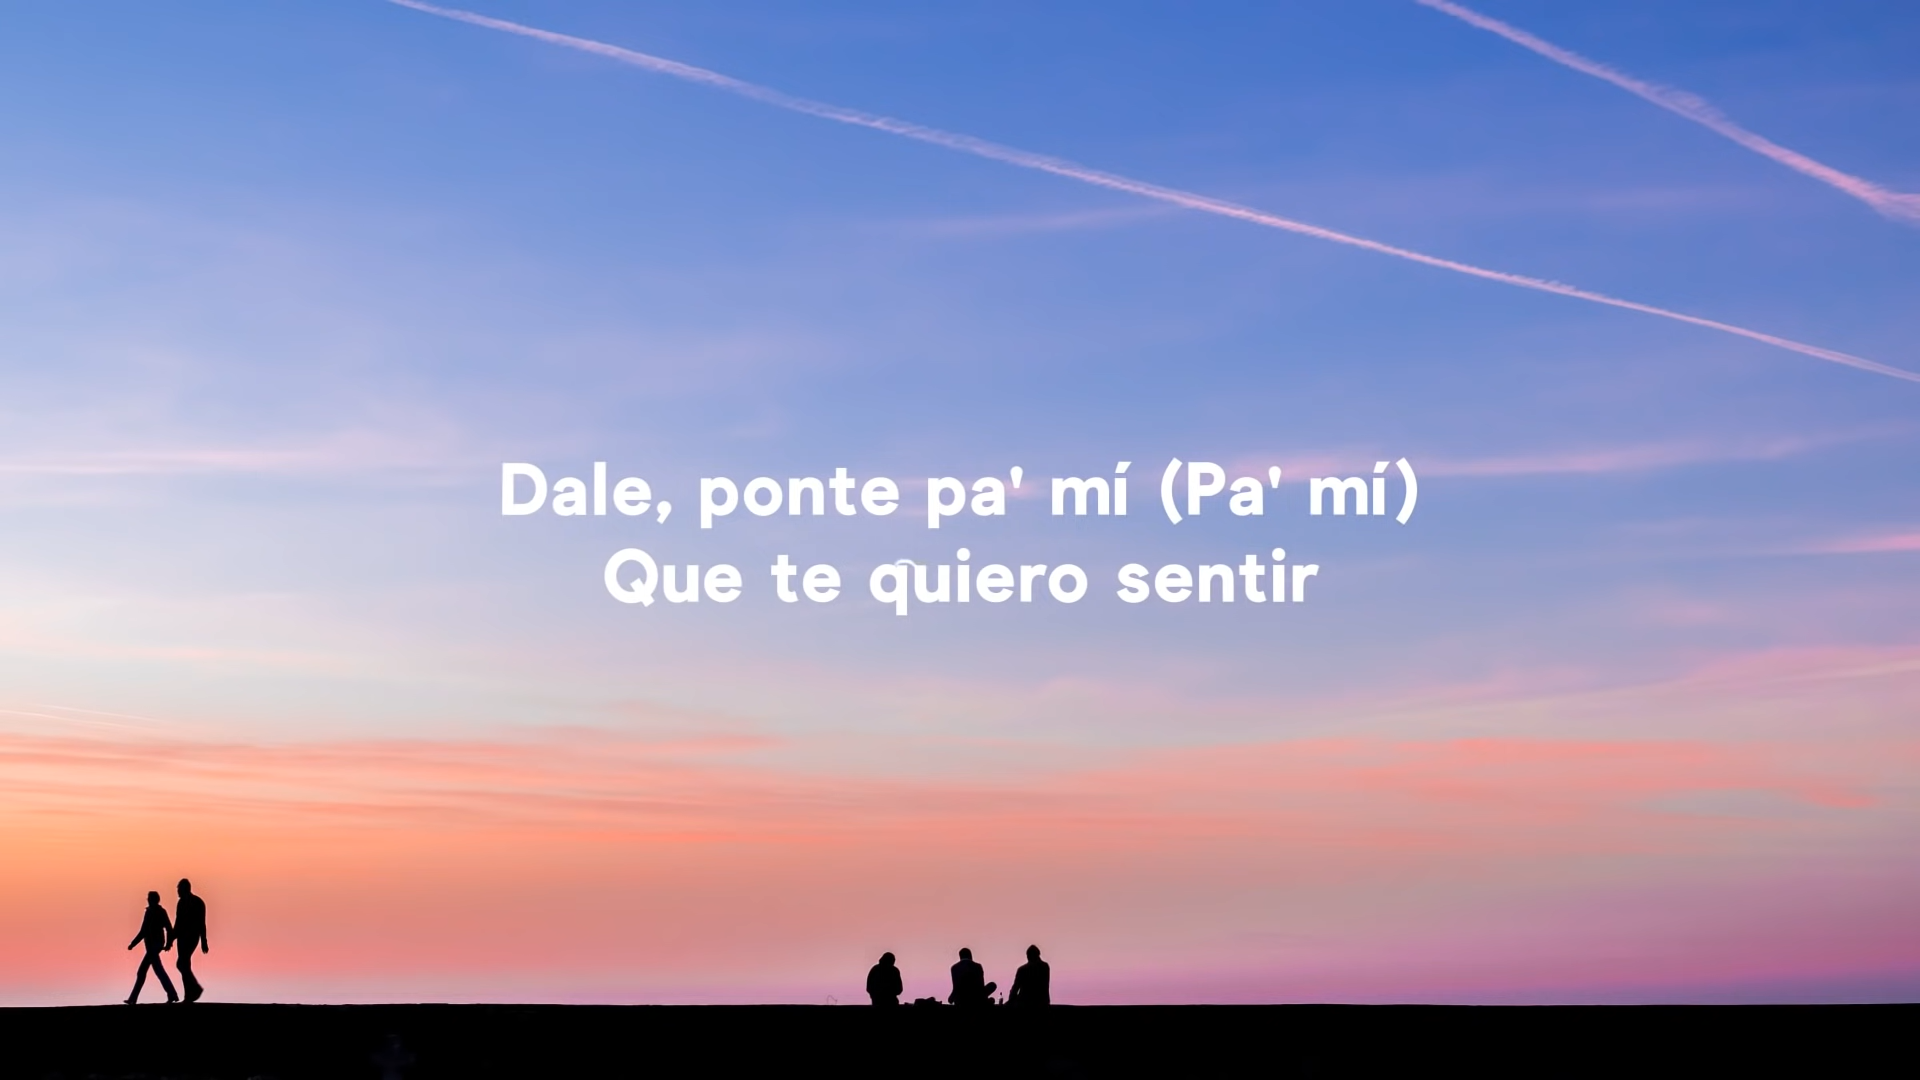 Dale, ponte pa' mí (Pa' mí)
Que te quiero sentir